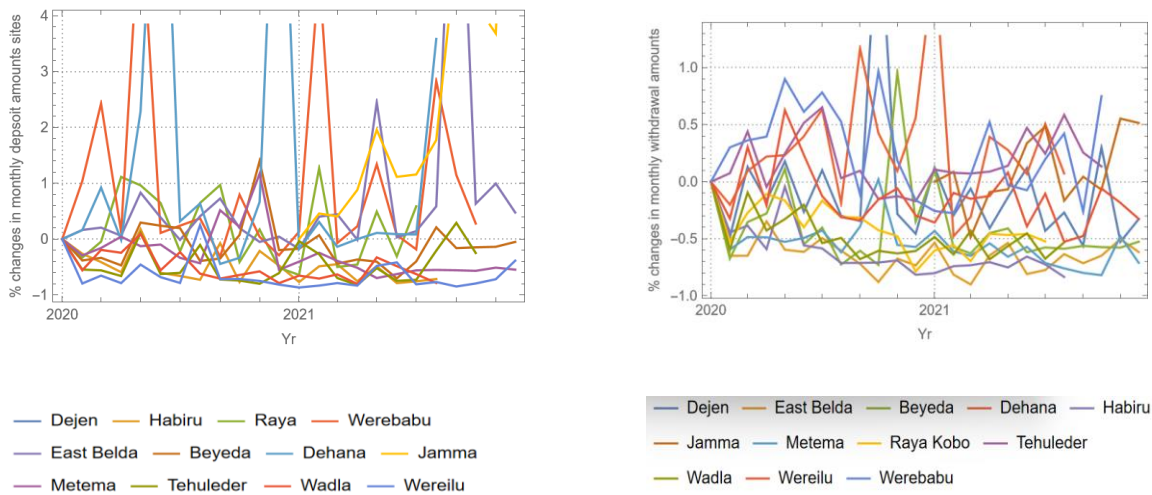 % changes in monthly depsoit amounts sites
4
3
2
1
0
−1
2020
2021
Yr
Dejen Habiru Raya Werebabu
East Belda Beyeda Dehana Jamma
Metema Tehuleder Wadla Wereilu
% changes in monthly withdrawal amounts
1.0
0.5
0.0
−0.5
−1.0
2020
2021
Yr
Dejen East Belda Beyeda Dehana Habiru
Jamma Metema Raya Kobo Tehuleder
Wadla Wereilu Werebabu